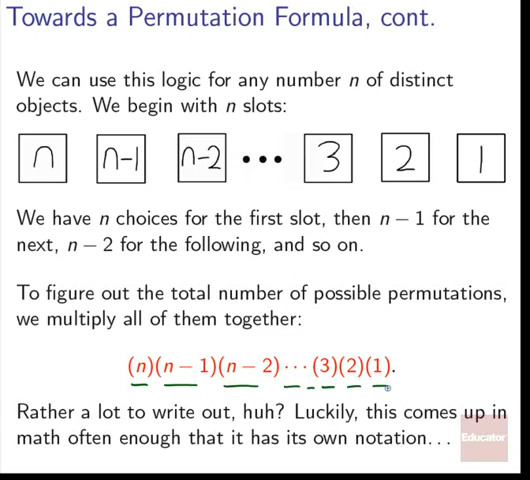 Towards a Permutation Formula, cont.
We can use this logic for any number n of distinct
objects. We begin with n slots:
n n-1 n-2 ••• 3 2 1
We have n choices for the first slot, then n − 1 for the
next, n − 2 for the following, and so on.
To figure out the total number of possible permutations,
we multiply all of them together:
(n)(n − 1)(n − 2) ··· (3)(2)(1).
Rather a lot to write out, huh? Luckily, this comes up in
math often enough that it has its own notation...
Educator